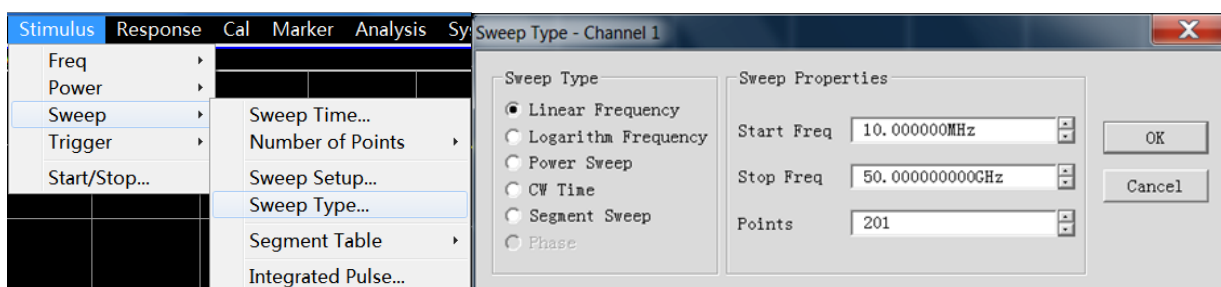 Stimulus Response Cal Marker Analysis Sy
Freq
Power
Sweep
Trigger
Start/Stop...
Sweep Time...
Number of Points
Sweep Setup...
Sweep Type...
Segment Table
Integrated Pulse...
Sweep Type - Channel 1
Sweep Type
Linear Frequency
Logarithm Frequency
Power Sweep
CW Time
Segment Sweep
Phase
Sweep Properties
Start Freq 10.000000MHz
Stop Freq 50.000000000GHz
Points 201
OK
Cancel